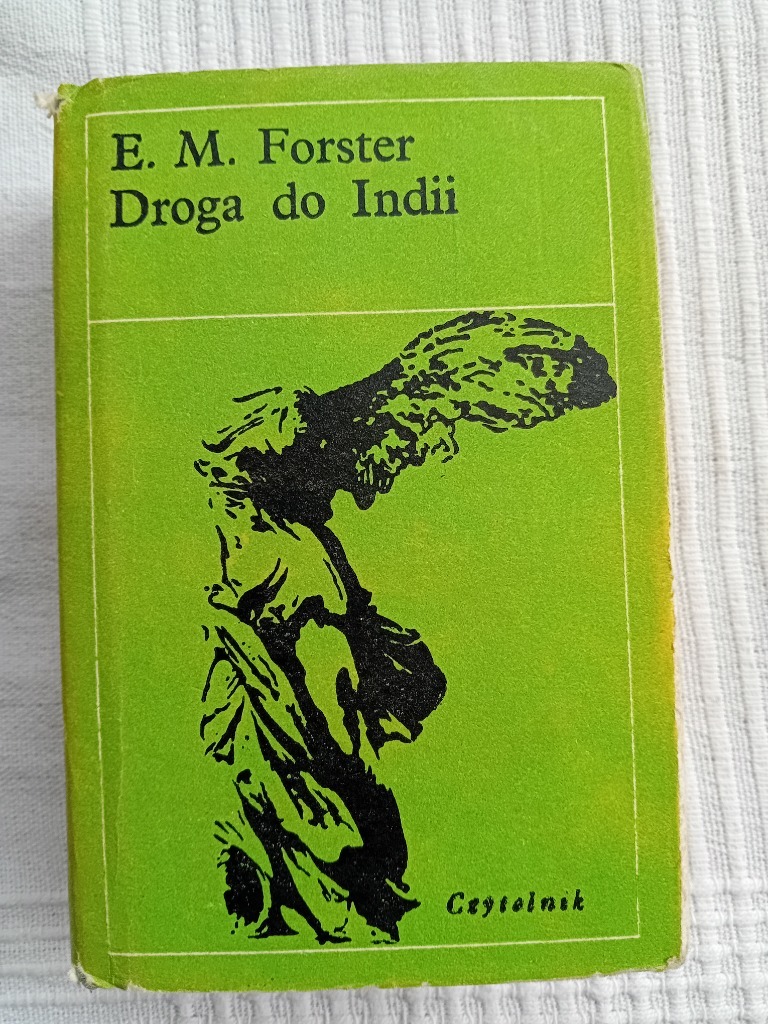 E. M. Forster
Droga do Indii
Czytelnik